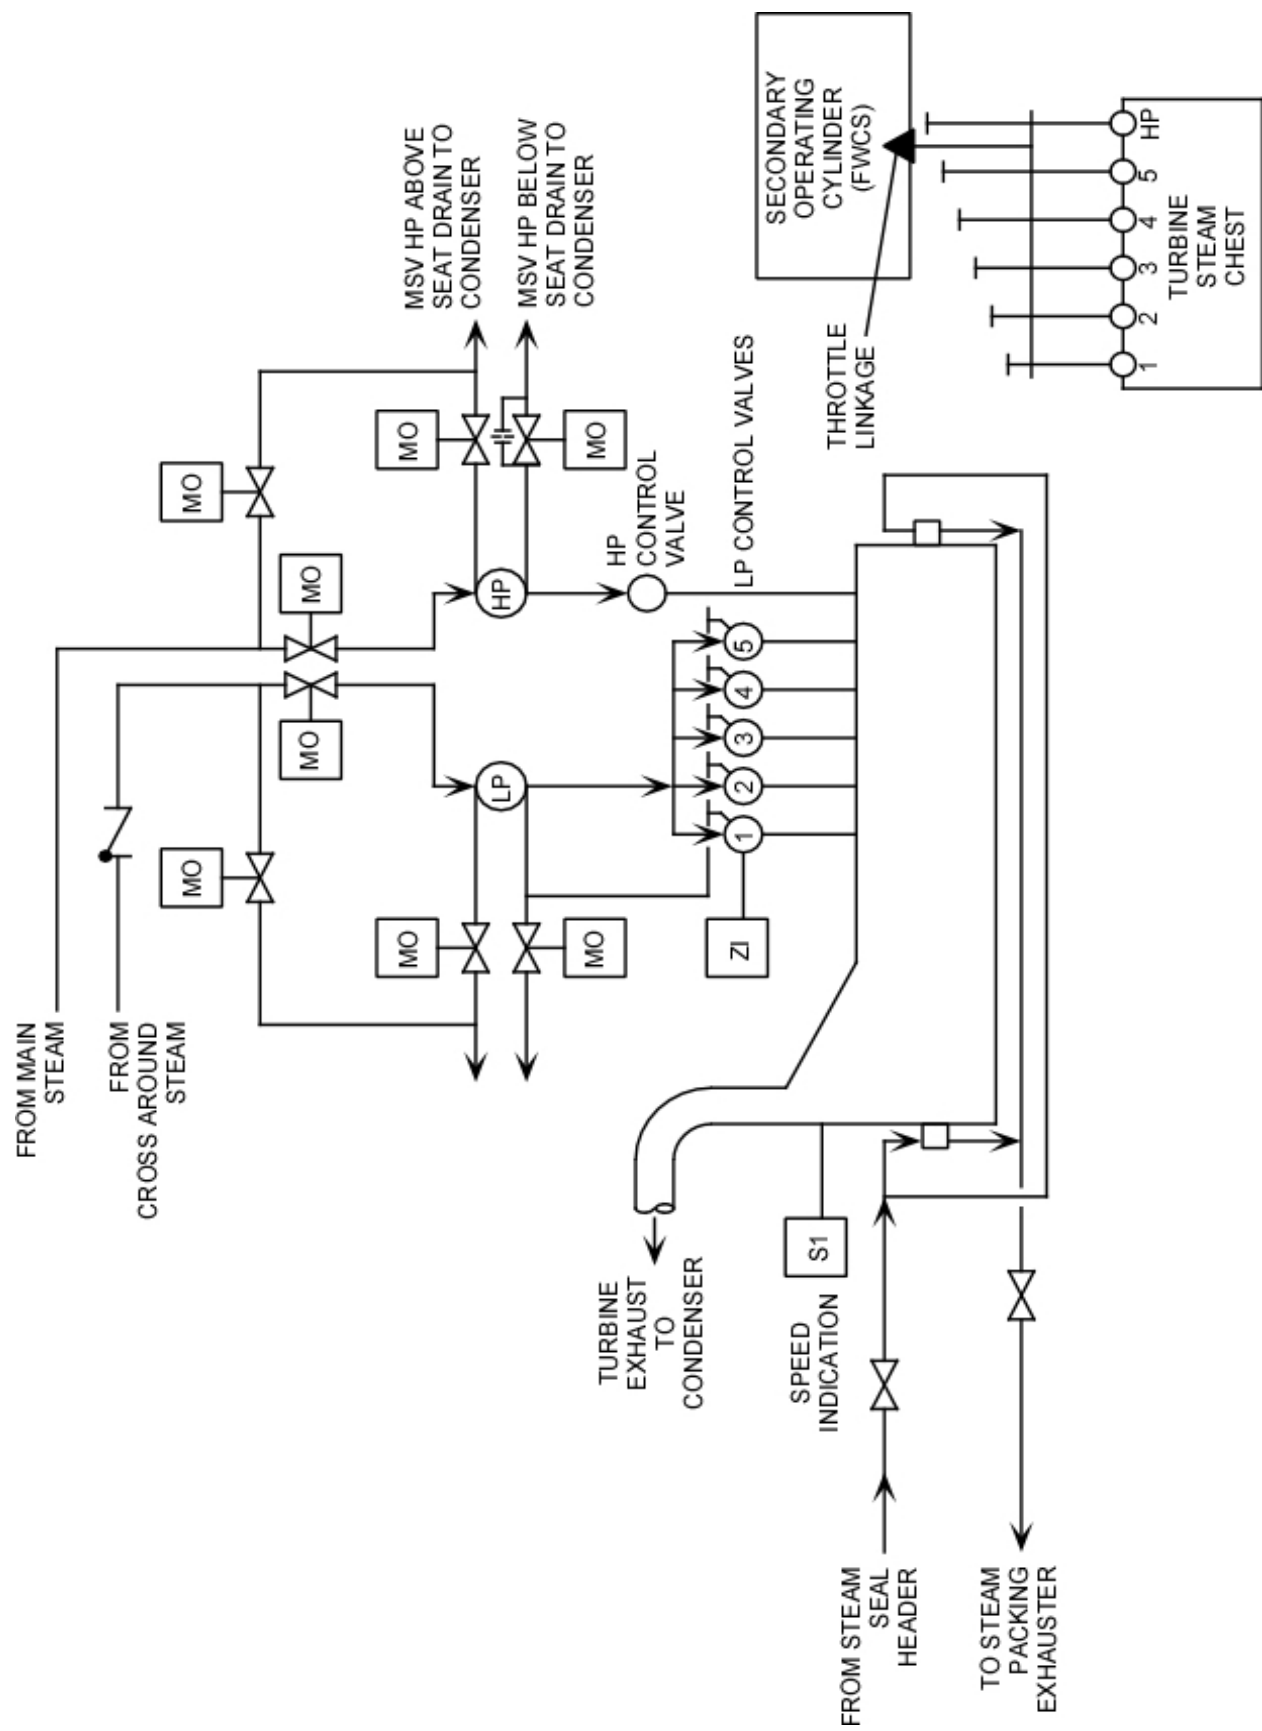 FROM MAIN
STEAM
FROM
CROSS AROUND
STEAM
MO
MO
MO
MO
MO
MO
MO
MO
LP
HP
MSV HP ABOVE
SEAT DRAIN TO
CONDENSER
MSV HP BELOW
SEAT DRAIN TO
CONDENSER
HP
CONTROL
VALVE
LP CONTROL VALVES
1
2
3
4
5
ZI
TURBINE
EXHAUST
TO
CONDENSER
S1
SPEED
INDICATION
FROM STEAM
SEAL
HEADER
TO STEAM
PACKING
EXHAUSTER
SECONDARY
OPERATING
CYLINDER
(FWCS)
THROTTLE
LINKAGE
1
2
3
4
5
HP
TURBINE
STEAM
CHEST